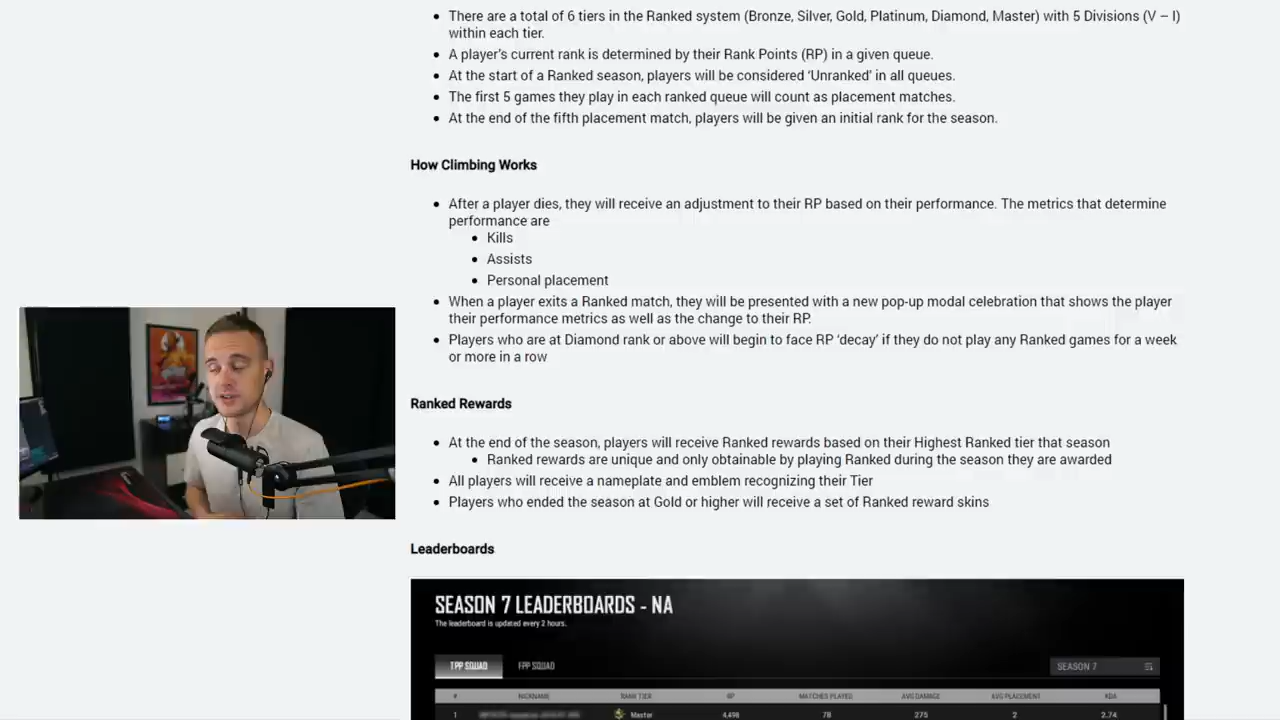 There are a total of 6 tiers in the Ranked system (Bronze, Silver, Gold, Platinum, Diamond, Master) with 5 Divisions (V – I)
within each tier.
A player's current rank is determined by their Rank Points (RP) in a given queue.
At the start of a Ranked season, players will be considered 'Unranked' in all queues.
The first 5 games they play in each ranked queue will count as placement matches.
At the end of the fifth placement match, players will be given an initial rank for the season.
How Climbing Works
After a player dies, they will receive an adjustment to their RP based on their performance. The metrics that determine
performance are
Kills
Assists
Personal placement
When a player exits a Ranked match, they will be presented with a new pop-up modal celebration that shows the player
their performance metrics as well as the change to their RP.
Players who are at Diamond rank or above will begin to face RP 'decay' if they do not play any Ranked games for a week
or more in a row
Ranked Rewards
At the end of the season, players will receive Ranked rewards based on their Highest Ranked tier that season
Ranked rewards are unique and only obtainable by playing Ranked during the season they are awarded
All players will receive a nameplate and emblem recognizing their Tier
Players who ended the season at Gold or higher will receive a set of Ranked reward skins
Leaderboards
SEASON 7 LEADERBOARDS - NA
The leaderboard is updated every 2 hours.
TPP SQUAD FPP SQUAD SEASON 7
# NICKNAME RANK TIER RP MATCHES PLAYED AVG DAMAGE AVG PLACEMENT KDA
1 Master 4,498 78 275 2 2.74